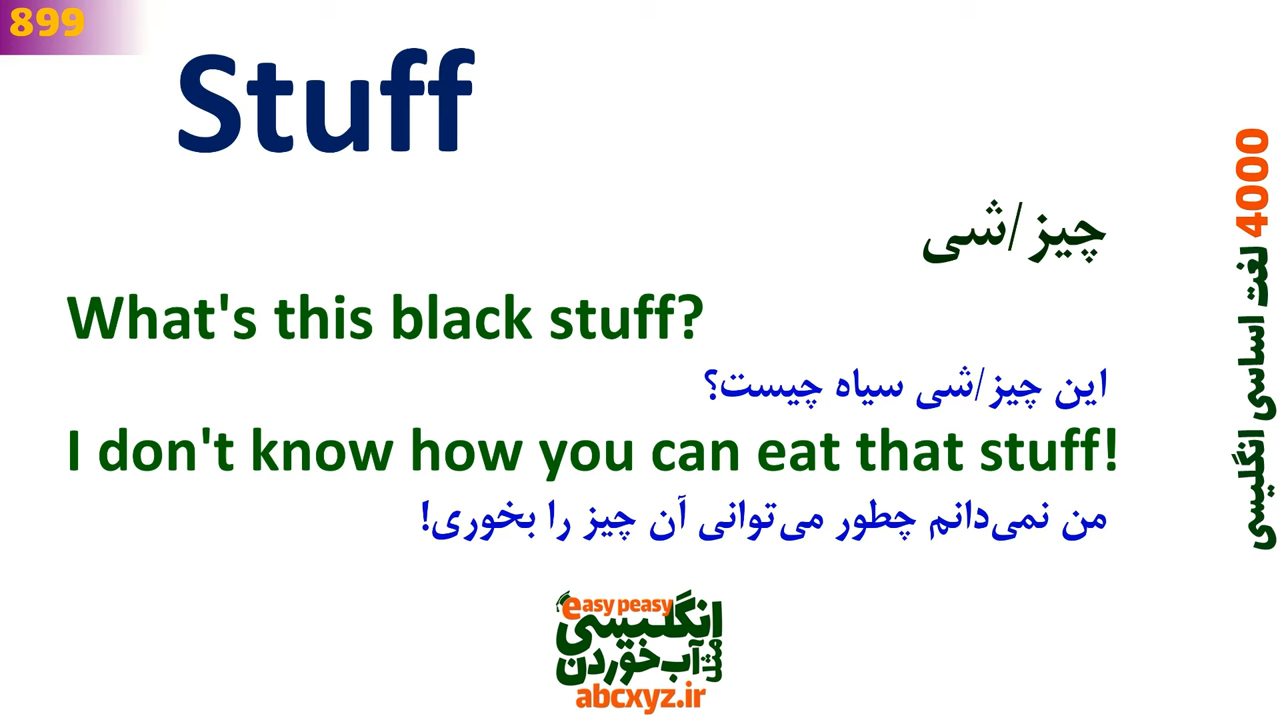 899
Stuff
چیز/شی
What's this black stuff?
این چیز/شی سیاه چیست؟
I don't know how you can eat that stuff!
من نمی‌دانم چطور می‌توانی آن چیز را بخوری!
4000 لغت اساسی انگلیسی
easy peasy
انگلیسی
مثل آب خوردن
abcxyz.ir